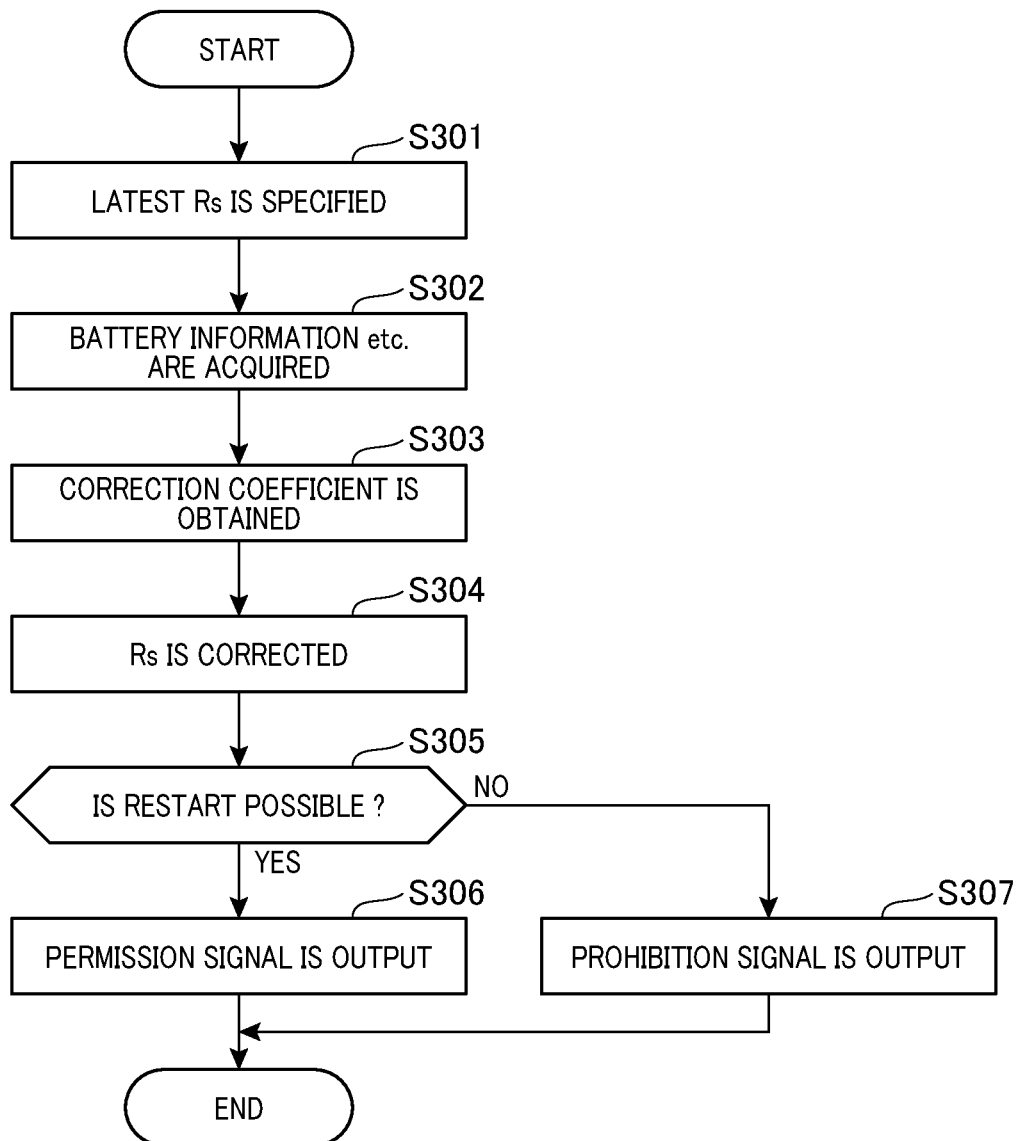 START
S301
LATEST Rs IS SPECIFIED
S302
BATTERY INFORMATION etc.
ARE ACQUIRED
S303
CORRECTION COEFFICIENT IS
OBTAINED
S304
Rs IS CORRECTED
S305
IS RESTART POSSIBLE ?
NO
YES
S306
PERMISSION SIGNAL IS OUTPUT
S307
PROHIBITION SIGNAL IS OUTPUT
END